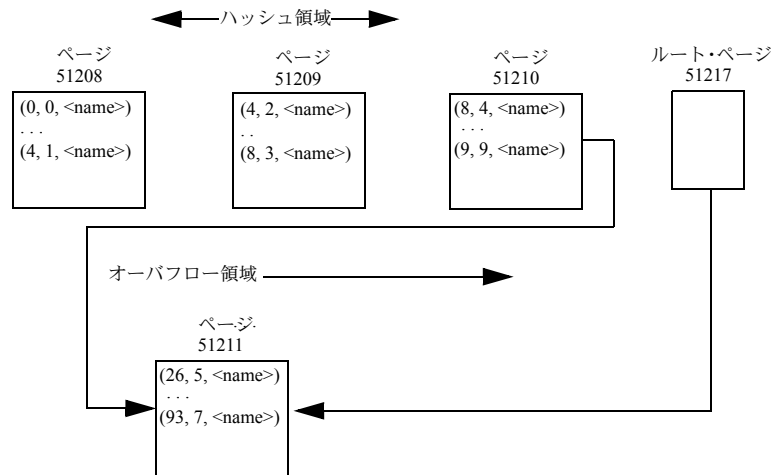 ハッシュ領域
ページ
51208
(0, 0, <name>)
. . .
(4, 1, <name>)
ページ
51209
(4, 2, <name>)
. .
(8, 3, <name>)
ページ
51210
(8, 4, <name>)
. . .
(9, 9, <name>)
ルート・ページ
51217
オーバフロー領域
ページ
51211
(26, 5, <name>)
. . .
(93, 7, <name>)